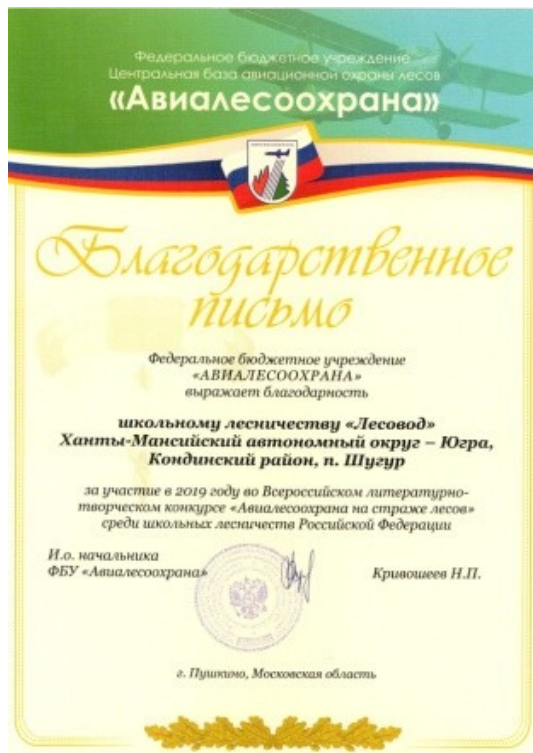 Федеральное бюджетное учреждение
Центральная база авиационной охраны лесов
«Авиалесоохрана»
Благодарственное
письмо
Федеральное бюджетное учреждение
«АВИАЛЕСООХРАНА»
выражает благодарность
школьному лесничеству «Лесовод»
Ханты-Мансийский автономный округ – Югра,
Кондинский район, п. Шугур
за участие в 2019 году во Всероссийском литературно-
творческом конкурсе «Авиалесоохрана на страже лесов»
среди школьных лесничеств Российской Федерации
И.о. начальника
ФБУ «Авиалесоохрана»
Кривошеев Н.П.
г. Пушкино, Московская область